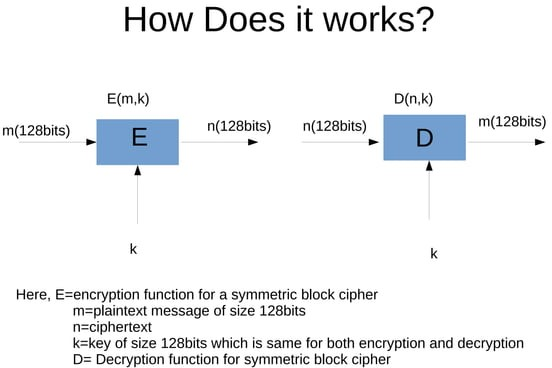 How Does it works?
E(m,k)
D(n,k)
m(128bits)
E
n(128bits)
n(128bits)
D
m(128bits)
k
k
Here, E=encryption function for a symmetric block cipher
m=plaintext message of size 128bits
n=ciphertext
k=key of size 128bits which is same for both encryption and decryption
D= Decryption function for symmetric block cipher